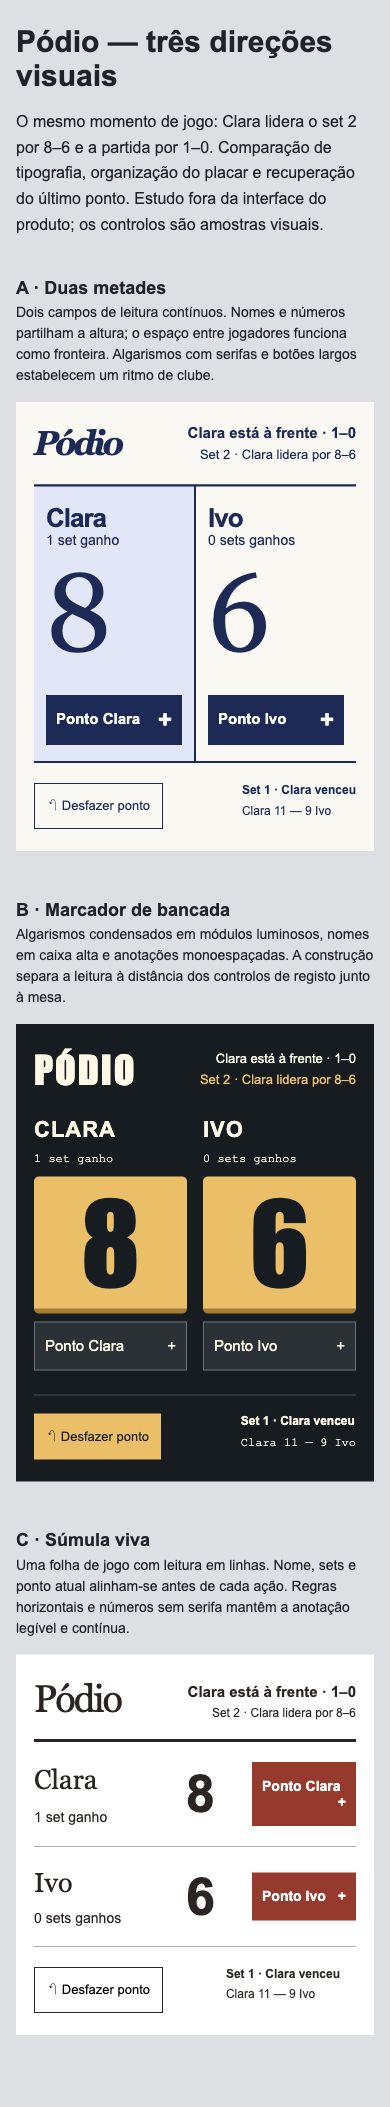 Pódio — três direções
visuais
O mesmo momento de jogo: Clara lidera o set 2
por 8–6 e a partida por 1–0. Comparação de
tipografia, organização do placar e recuperação
do último ponto. Estudo fora da interface do
produto; os controlos são amostras visuais.
A · Duas metades
Dois campos de leitura contínuos. Nomes e números
partilham a altura; o espaço entre jogadores funciona
como fronteira. Algarismos com serifas e botões largos
estabelecem um ritmo de clube.
Pódio
Clara está à frente · 1–0
Set 2 · Clara lidera por 8–6
Clara
1 set ganho
8
Ponto Clara +
Ivo
0 sets ganhos
6
Ponto Ivo +
Desfazer ponto
Set 1 · Clara venceu
Clara 11 — 9 Ivo
B · Marcador de bancada
Algarismos condensados em módulos luminosos, nomes
em caixa alta e anotações monoespaçadas. A construção
separa a leitura à distância dos controlos de registo junto
à mesa.
PÓDIO
Clara está à frente · 1–0
Set 2 · Clara lidera por 8–6
CLARA
1 set ganho
8
Ponto Clara +
IVO
0 sets ganhos
6
Ponto Ivo +
Desfazer ponto
Set 1 · Clara venceu
Clara 11 — 9 Ivo
C · Súmula viva
Uma folha de jogo com leitura em linhas. Nome, sets e
ponto atual alinham-se antes de cada ação. Regras
horizontais e números sem serifa mantêm a anotação
legível e contínua.
Pódio
Clara está à frente · 1–0
Set 2 · Clara lidera por 8–6
Clara
1 set ganho
8
Ponto Clara
+
Ivo
0 sets ganhos
6
Ponto Ivo +
Desfazer ponto
Set 1 · Clara venceu
Clara 11 — 9 Ivo